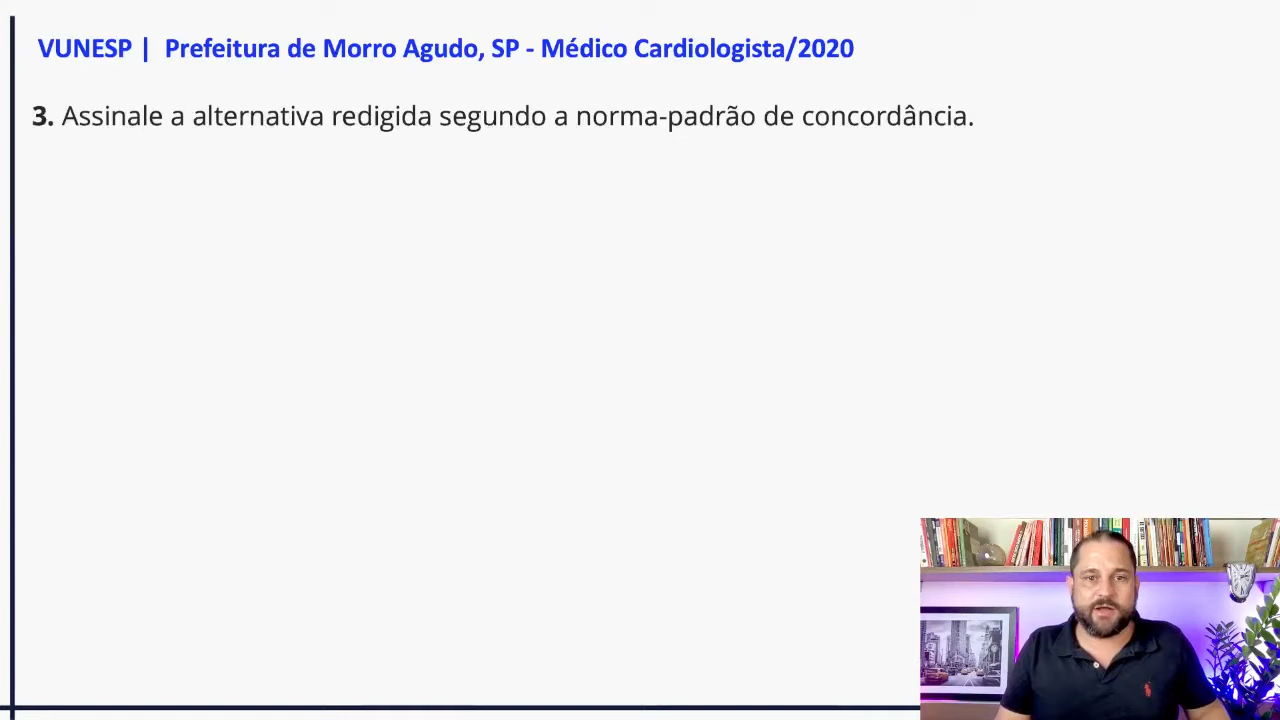 VUNESP | Prefeitura de Morro Agudo, SP - Médico Cardiologista/2020
3. Assinale a alternativa redigida segundo a norma-padrão de concordância.